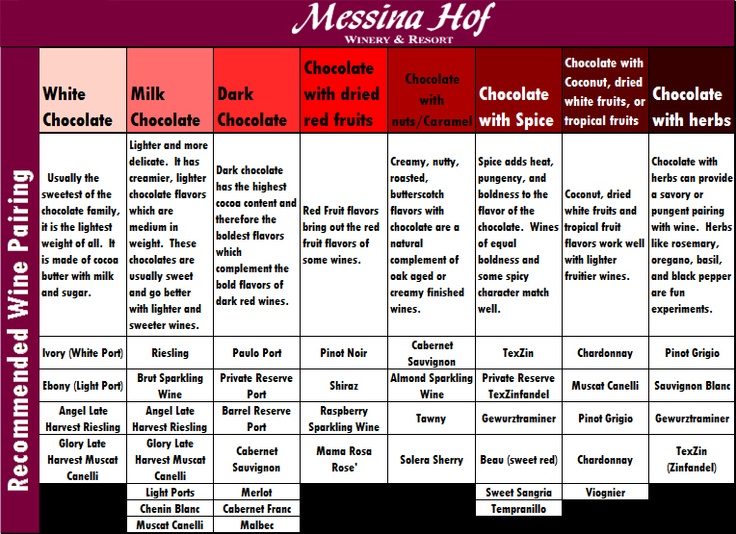 Messina Hof
WINERY & RESORT
Recommended Wine Pairing
White
Chocolate
Milk
Chocolate
Dark
Chocolate
Chocolate
with dried
red fruits
Chocolate
with
nuts/Caramel
Chocolate
with Spice
Chocolate with
Coconut, dried
white fruits, or
tropical fruits
Chocolate
with herbs
Usually the
sweetest of the
chocolate family,
it is the lightest
weight of all. It
is made of cocoa
butter with milk
and sugar.
Lighter and more
delicate. It has
creamier, lighter
chocolate flavors
which are
medium in
weight. These
chocolates are
usually sweet
and go better
with lighter and
sweeter wines.
Dark chocolate
has the highest
cocoa content and
therefore the
boldest flavors
which
complement the
bold flavors of
dark red wines.
Red Fruit flavors
bring out the red
fruit flavors of
some wines.
Creamy, nutty,
roasted,
butterscotch
flavors with
chocolate are a
natural
complement of
oak aged or
creamy finished
wines.
Spice adds heat,
pungency, and
boldness to the
flavor of the
chocolate. Wines
of equal
boldness and
some spicy
character match
well.
Coconut, dried
white fruits and
tropical fruit
flavors work well
with lighter
fruitier wines.
Chocolate with
herbs can provide
a savory or
pungent pairing
with wine. Herbs
like rosemary,
oregano, basil,
and black pepper
are fun
experiments.
Ivory (White Port)
Riesling
Paulo Port
Pinot Noir
Cabernet
Sauvignon
TexZin
Chardonnay
Pinot Grigio
Ebony (Light Port)
Brut Sparkling
Wine
Private Reserve
Port
Shiraz
Almond Sparkling
Wine
Private Reserve
TexZinfandel
Muscat Canelli
Sauvignon Blanc
Angel Late
Harvest Riesling
Angel Late
Harvest Riesling
Barrel Reserve
Port
Raspberry
Sparkling Wine
Tawny
Gewurztraminer
Pinot Grigio
Gewurztraminer
Glory Late
Harvest Muscat
Canelli
Glory Late
Harvest Muscat
Canelli
Cabernet
Sauvignon
Mama Rosa
Rose'
Solera Sherry
Beau (sweet red)
Chardonnay
TexZin
(Zinfandel)
Light Ports
Merlot
Sweet Sangria
Viognier
Chenin Blanc
Cabernet Franc
Tempranillo
Muscat Canelli
Malbec